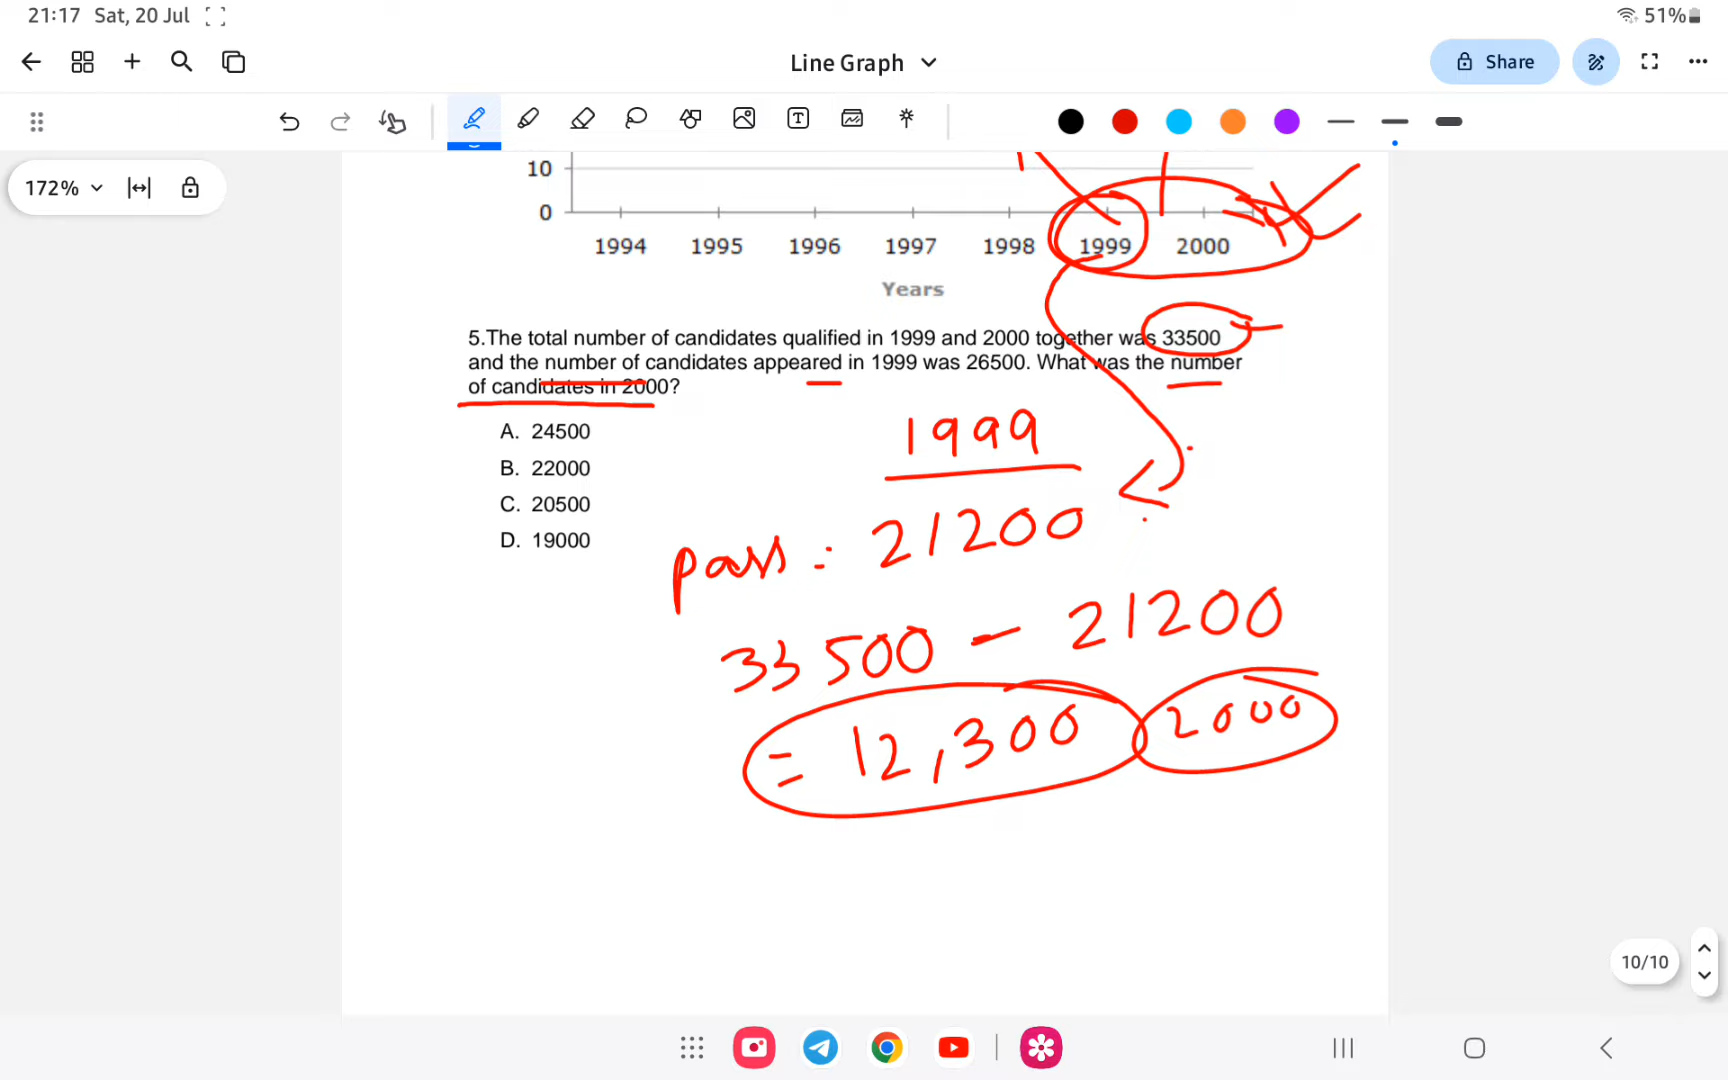 21:17 Sat, 20 Jul
51%
Line Graph
Share
172%
10
0
1994 1995 1996 1997 1998 1999 2000
Years
5.The total number of candidates qualified in 1999 and 2000 together was 33500
and the number of candidates appeared in 1999 was 26500. What was the number
of candidates in 2000?
A. 24500
B. 22000
C. 20500
D. 19000
1999
pass : 21200
33500 - 21200
= 12,300 2000
10/10